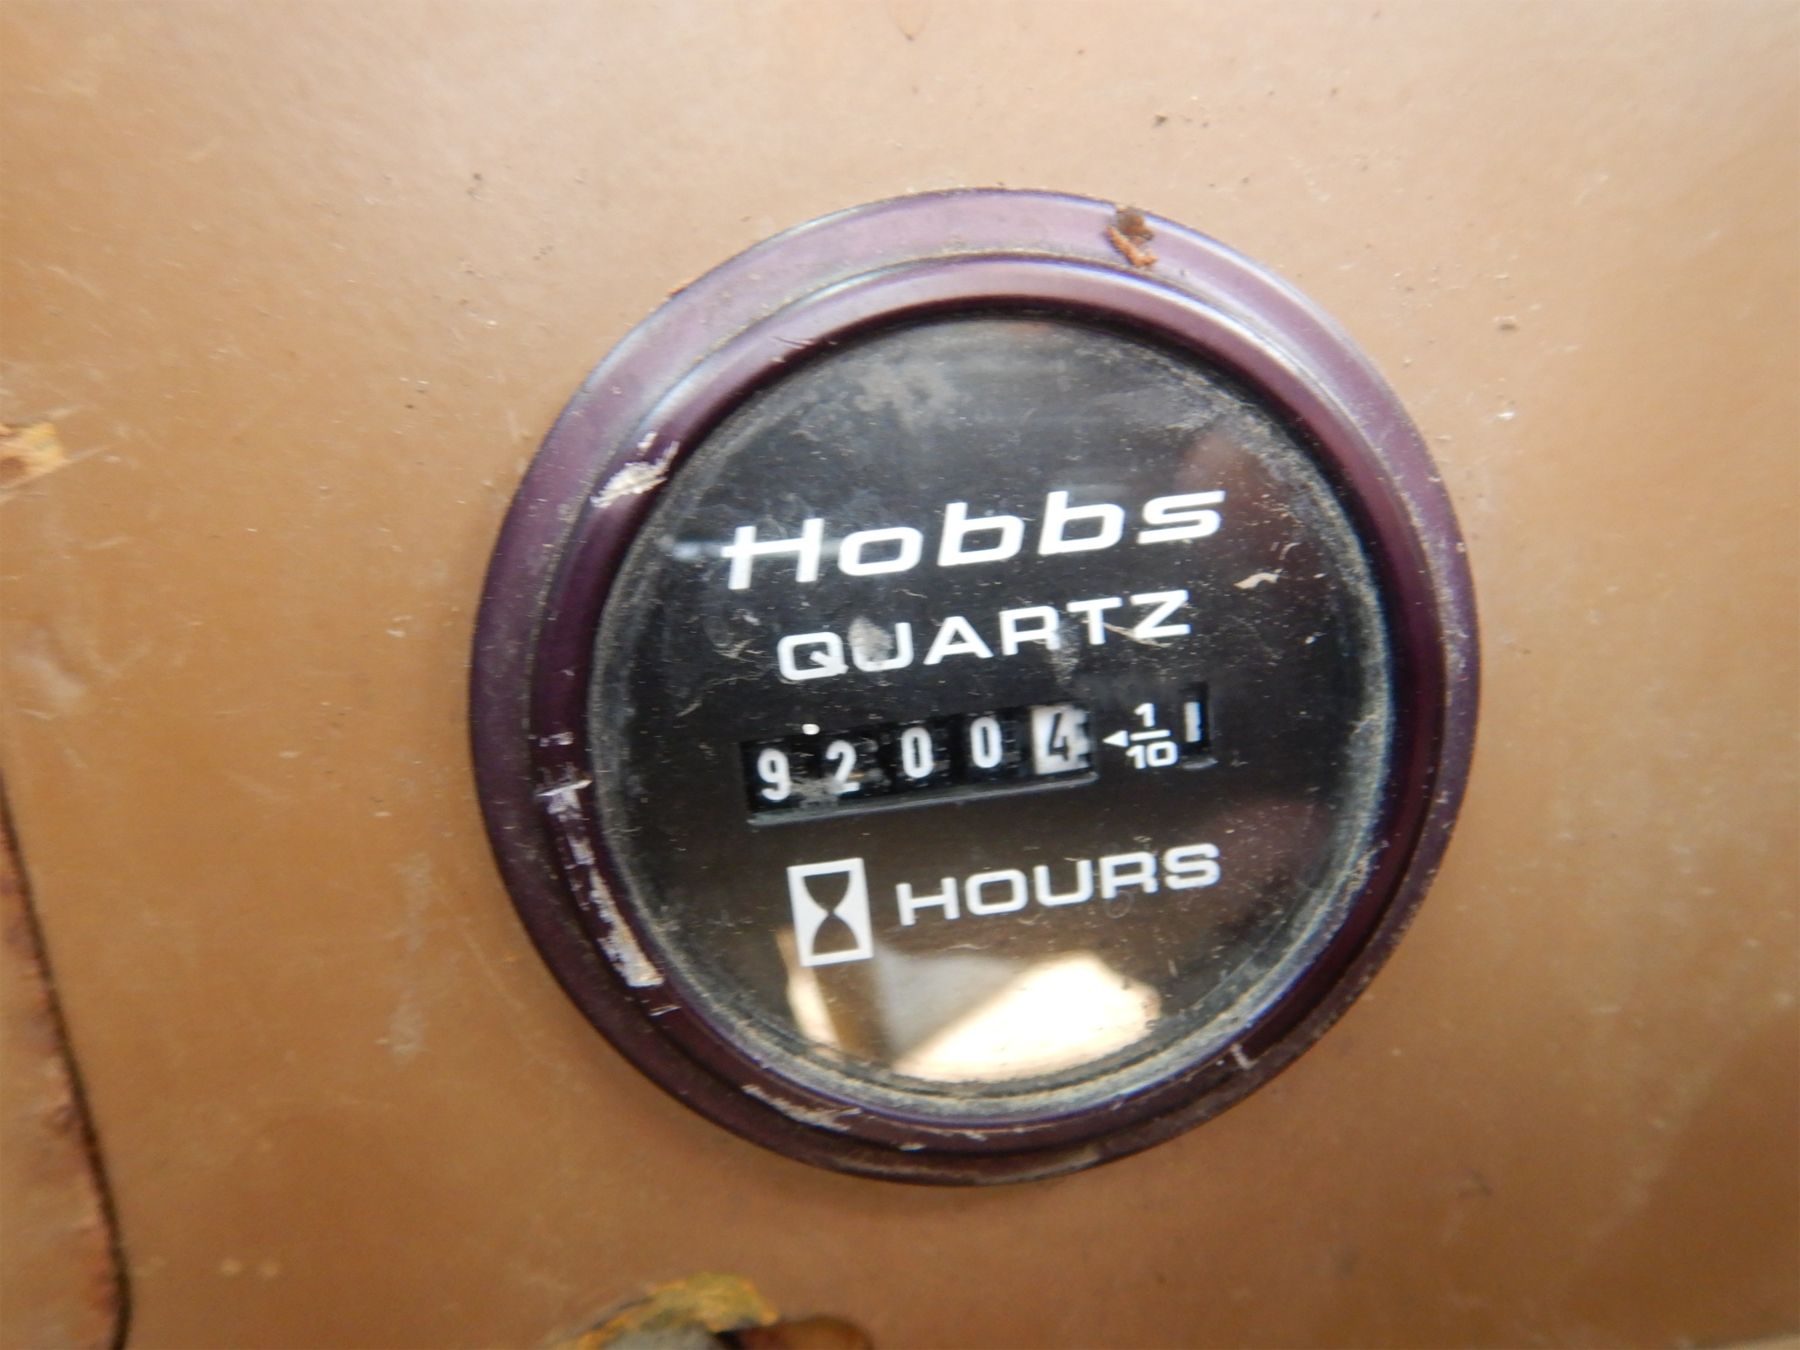 Hobbs
QUARTZ
92004 ◄1/10
HOURS